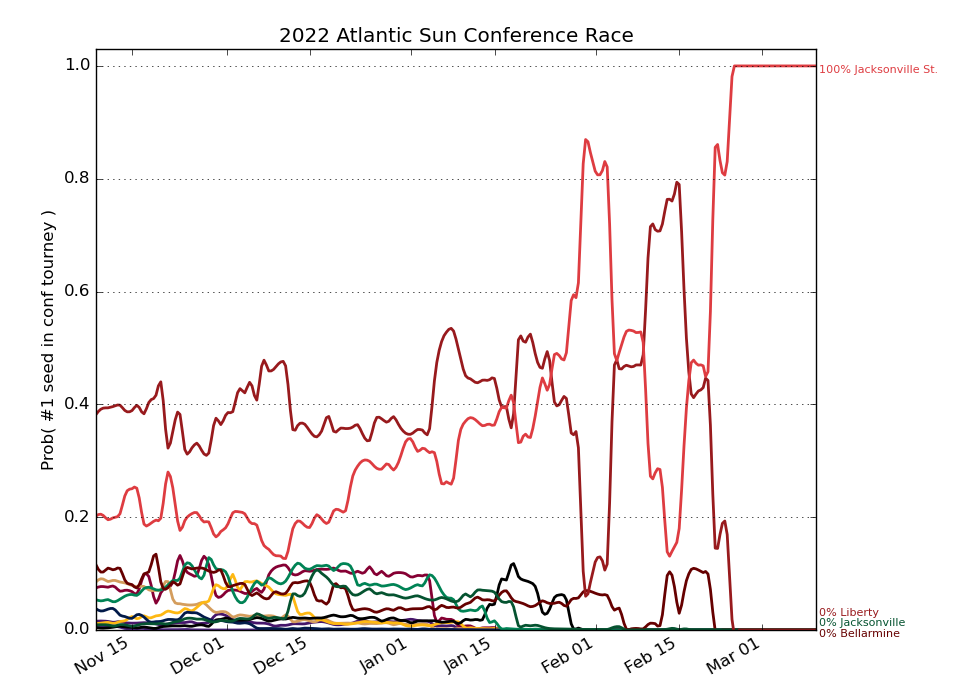 2022 Atlantic Sun Conference Race
Prob( #1 seed in conf tourney )
1.0
0.8
0.6
0.4
0.2
0.0
Nov 15
Dec 01
Dec 15
Jan 01
Jan 15
Feb 01
Feb 15
Mar 01
100% Jacksonville St.
0% Liberty
0% Jacksonville
0% Bellarmine